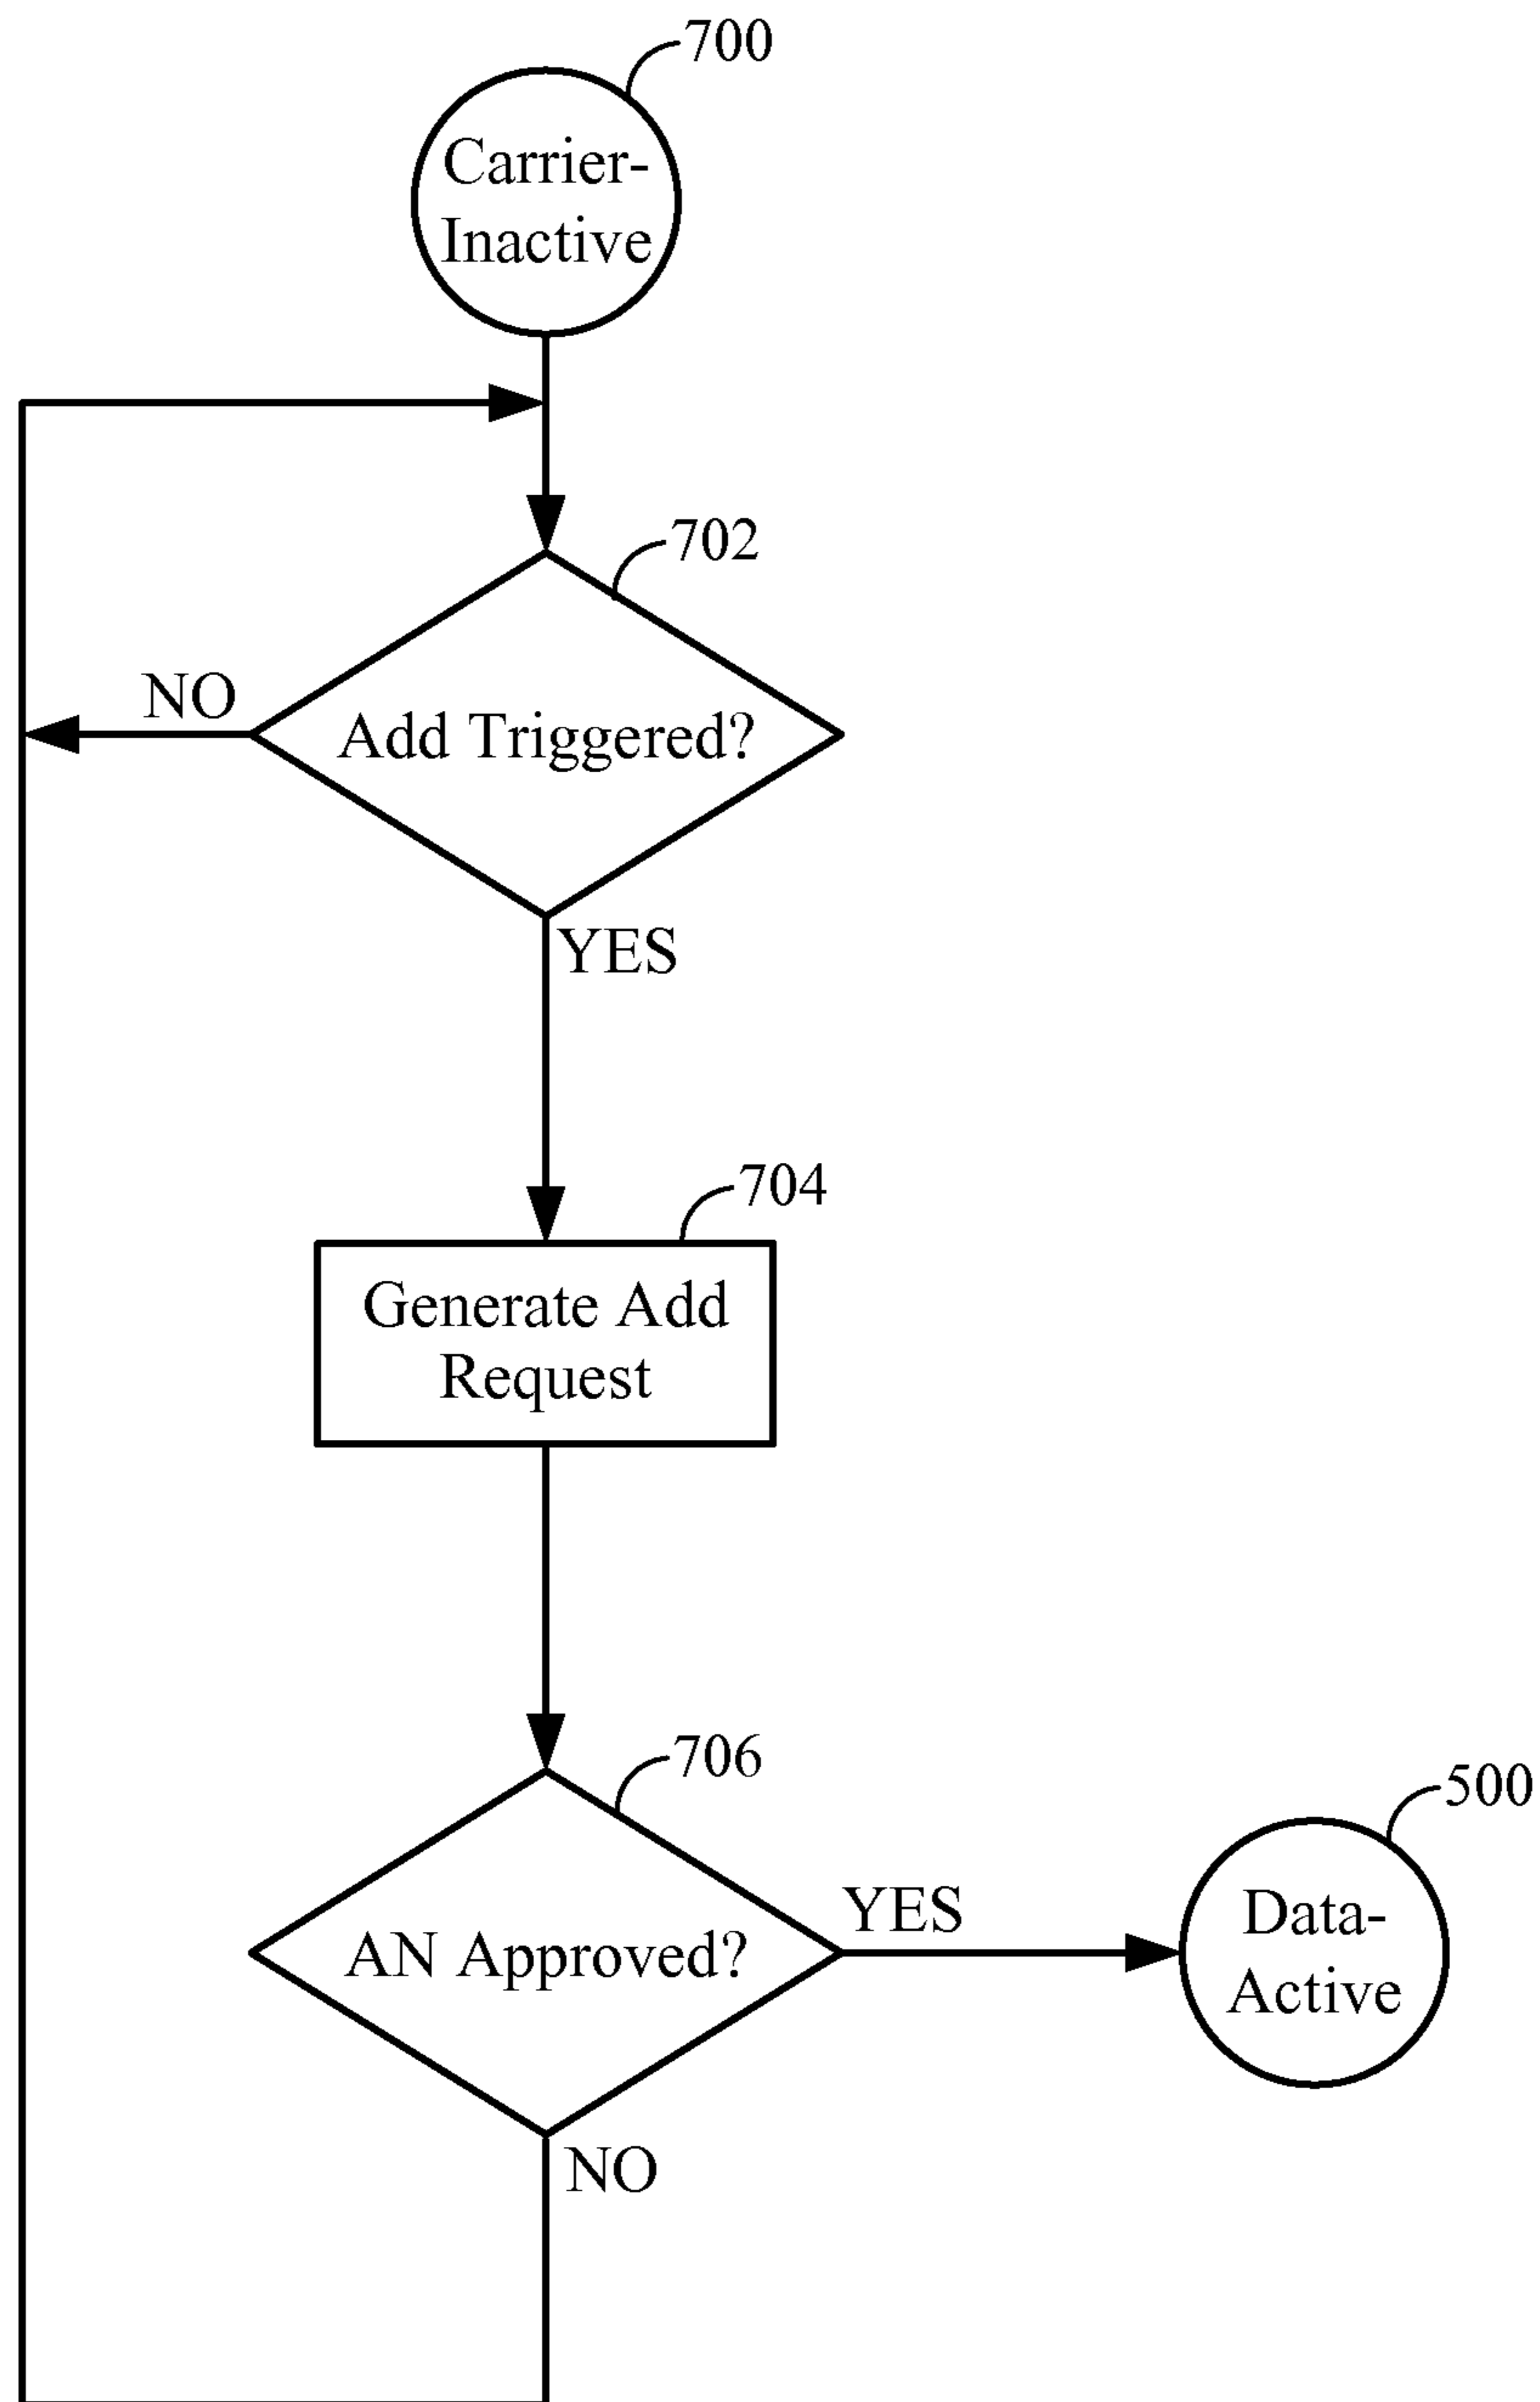 700
Carrier-
Inactive
702
NO
Add Triggered?
YES
704
Generate Add
Request
706
500
YES
Data-
AN Approved?
Active
NO